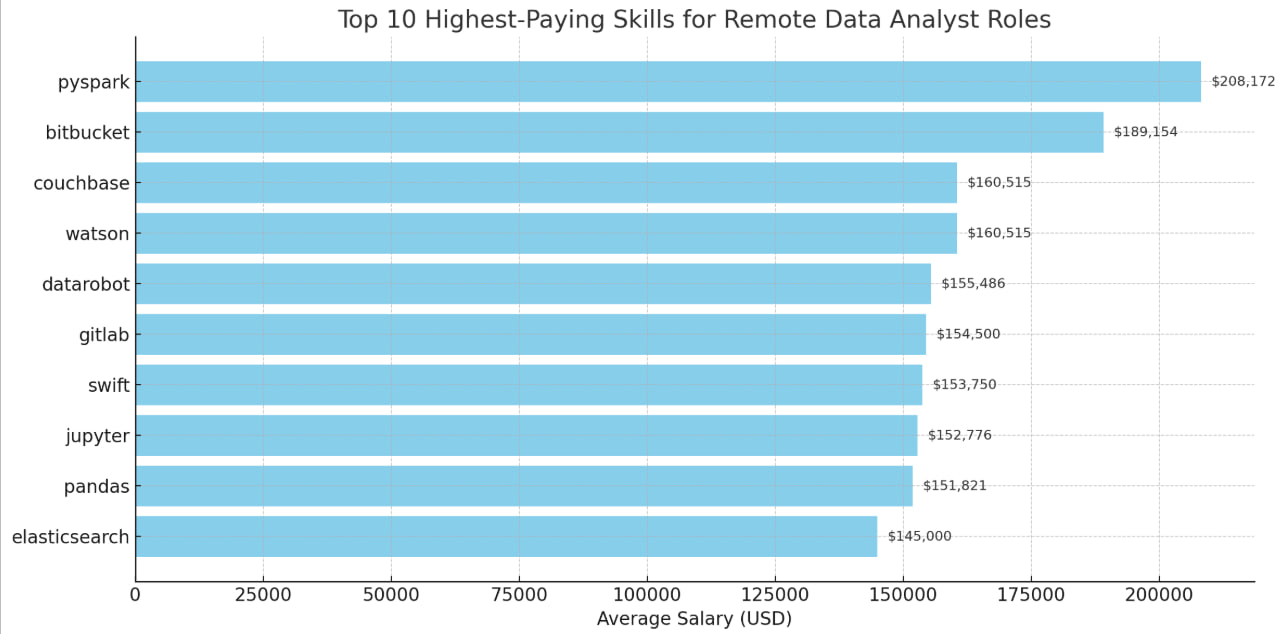 Top 10 Highest-Paying Skills for Remote Data Analyst Roles
pyspark $208,172
bitbucket $189,154
couchbase $160,515
watson $160,515
datarobot $155,486
gitlab $154,500
swift $153,750
jupyter $152,776
pandas $151,821
elasticsearch $145,000
0 25000 50000 75000 100000 125000 150000 175000 200000
Average Salary (USD)